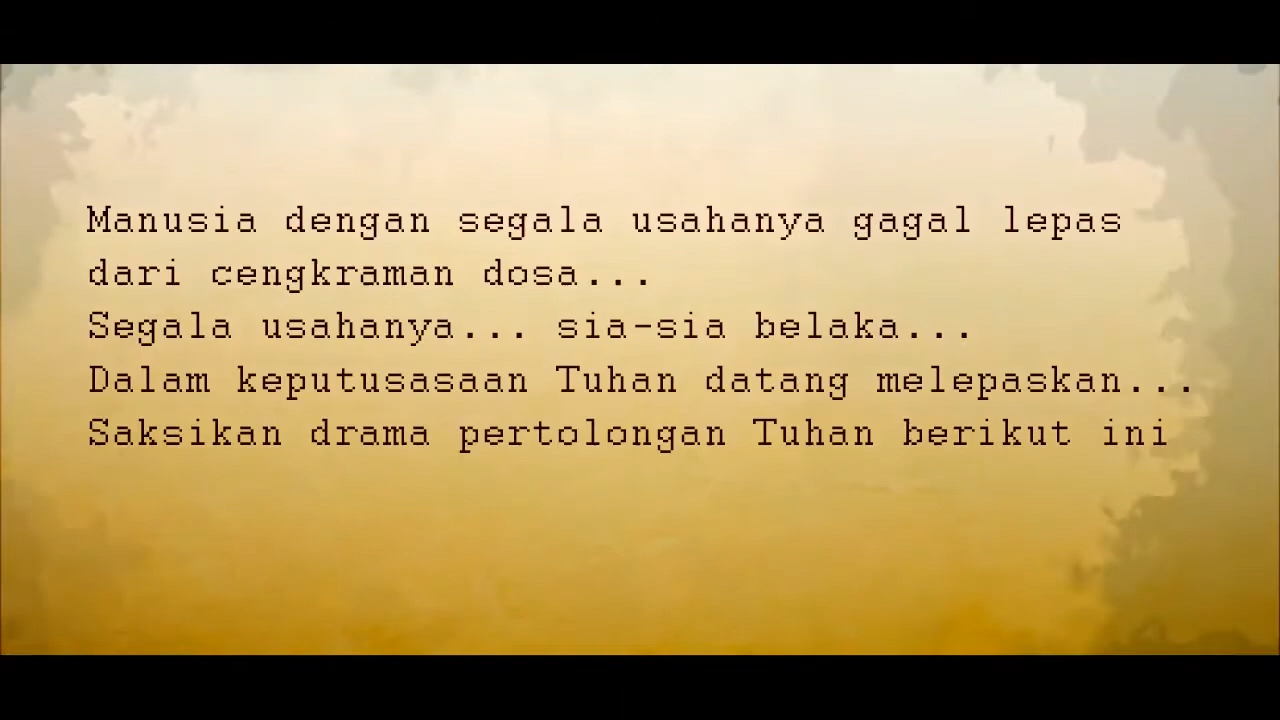 Manusia dengan segala usahanya gagal lepas
dari cengkraman dosa...
Segala usahanya... sia-sia belaka...
Dalam keputusasaan Tuhan datang melepaskan...
Saksikan drama pertolongan Tuhan berikut ini